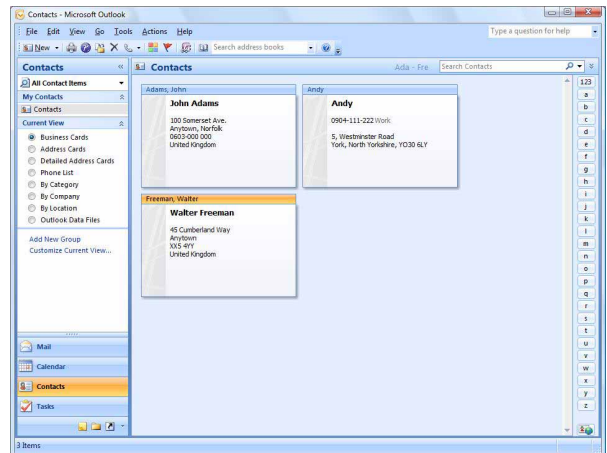 Contacts - Microsoft Outlook
File Edit View Go Tools Actions Help
Type a question for help
New
Search address books
Contacts
All Contact Items
My Contacts
Contacts
Current View
Business Cards
Address Cards
Detailed Address Cards
Phone List
By Category
By Company
By Location
Outlook Data Files
Add New Group
Customize Current View...
Mail
Calendar
Contacts
Tasks
3 Items
Contacts
Ada - Fre
Search Contacts
Adams, John
John Adams
100 Somerset Ave.
Anytown, Norfolk
0603-000 000
United Kingdom
Andy
Andy
0904-111-222 Work
5, Westminster Road
York, North Yorkshire, YO30 6LY
Freeman, Walter
Walter Freeman
45 Cumberland Way
Anytown
XX5 4YY
United Kingdom
123
a
b
c
d
e
f
g
h
i
j
k
l
m
n
o
p
q
r
s
t
u
v
w
x
y
z